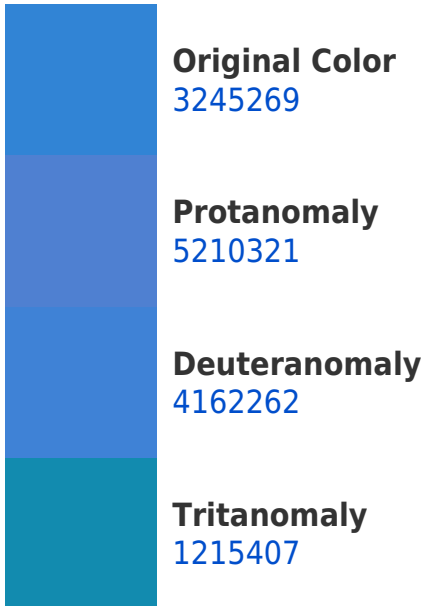 Original Color
3245269
Protanomaly
5210321
Deuteranomaly
4162262
Tritanomaly
1215407